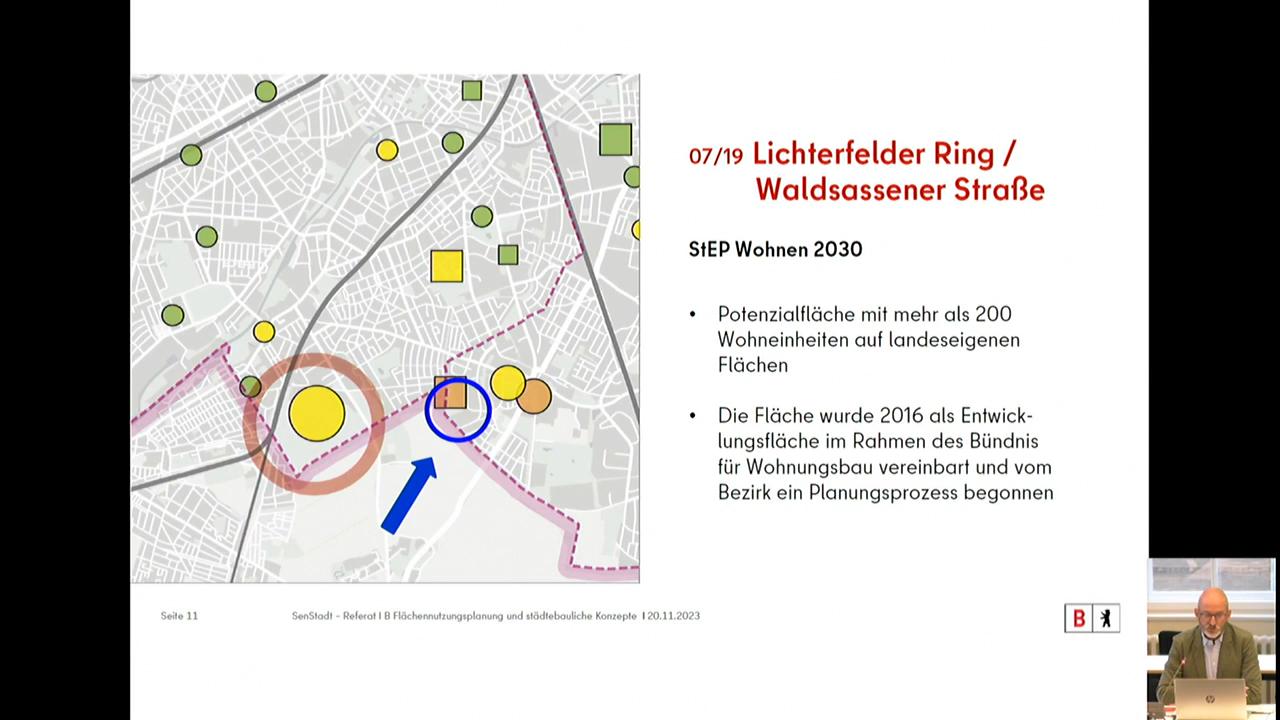 07/19 Lichterfelder Ring /
Waldsassener Straße
StEP Wohnen 2030
• Potenzialfläche mit mehr als 200
Wohneinheiten auf landeseigenen
Flächen
• Die Fläche wurde 2016 als Entwick-
lungsfläche im Rahmen des Bündnis
für Wohnungsbau vereinbart und vom
Bezirk ein Planungsprozess begonnen
Seite 11
SenStadt – Referat I B Flächennutzungsplanung und städtebauliche Konzepte I 20.11.2023
B
hp